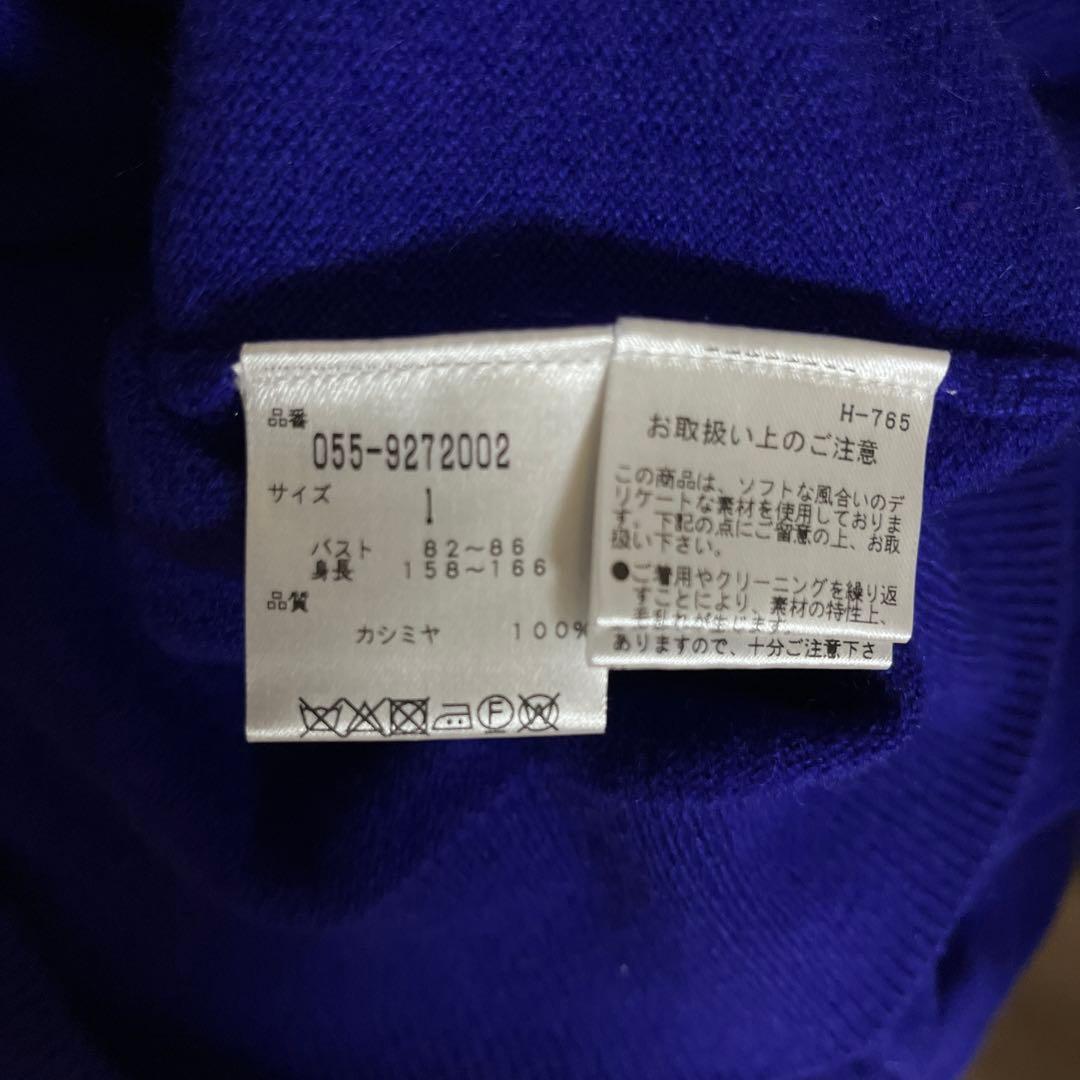 品番
055-9272002
サイズ
1
バスト 82～86
身長 158～166
品質
カシミヤ 100%
F
W
H-765
お取扱い上のご注意
この商品は、ソフトな風合いのデ
リケートな素材を使用しておりま
す。下記の点にご留意の上、お取
扱い下さい。
●ご着用やクリーニングを繰り返
すことにより、素材の特性上、
ありますので、十分ご注意下さ